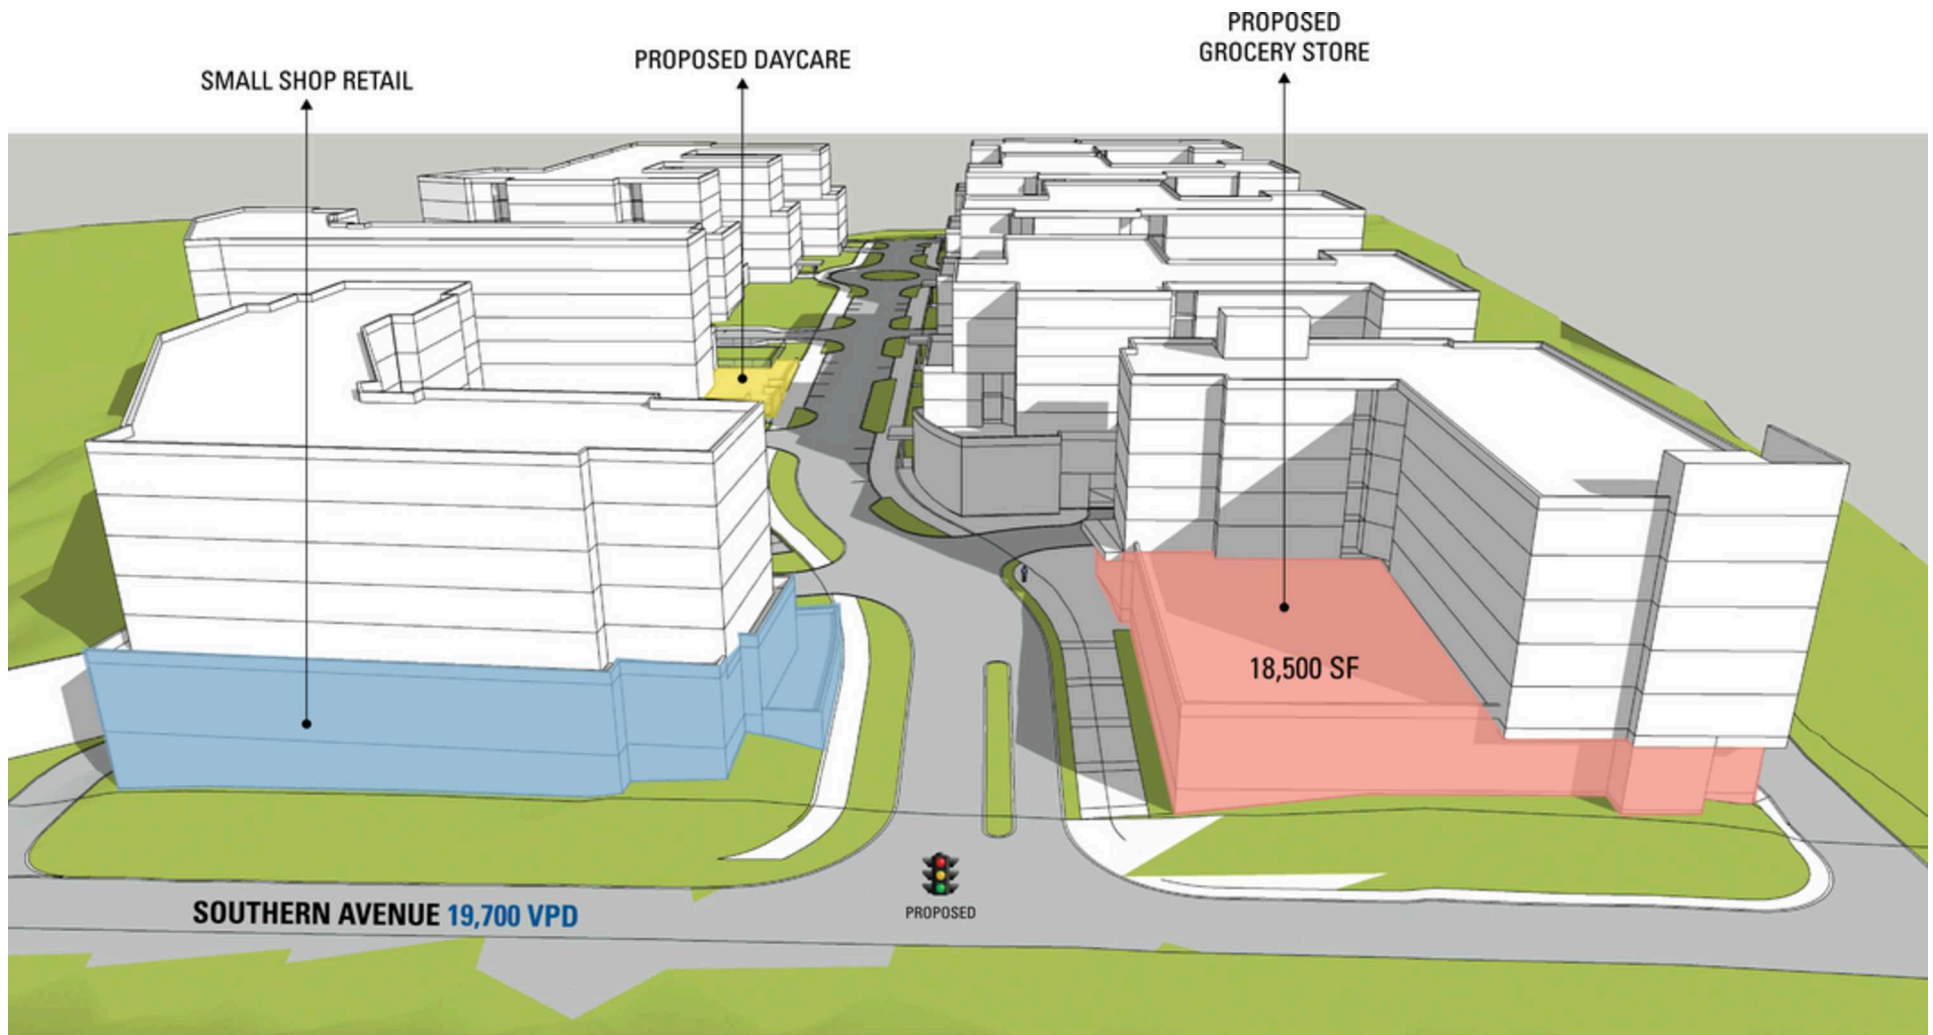 PROPOSED
GROCERY STORE
PROPOSED DAYCARE
SMALL SHOP RETAIL
18,500 SF
SOUTHERN AVENUE 19,700 VPD
PROPOSED